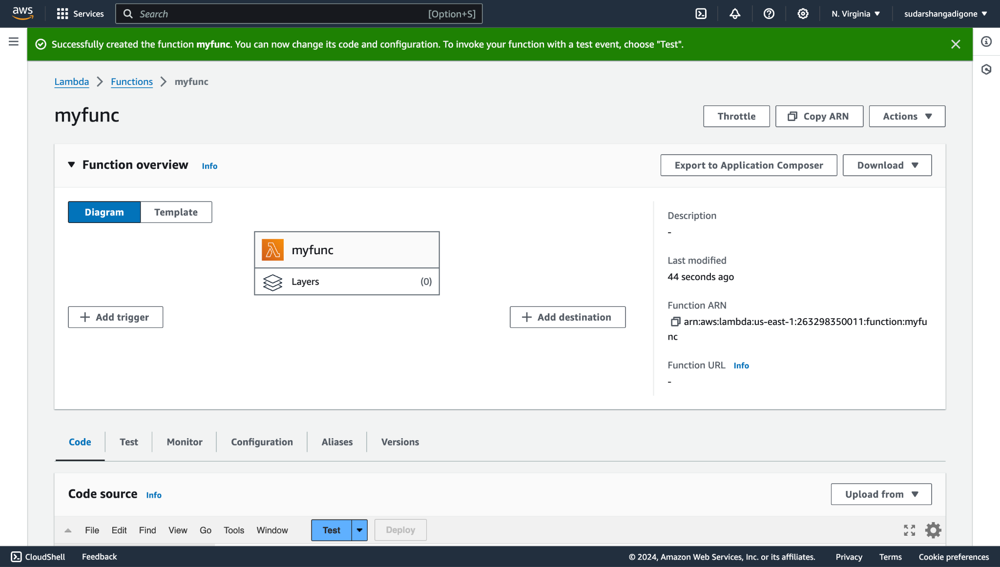 aws
Services
Search
[Option+S]
N. Virginia
sudarshangadigone
Successfully created the function myfunc. You can now change its code and configuration. To invoke your function with a test event, choose "Test".
Lambda
Functions
myfunc
myfunc
Throttle
Copy ARN
Actions
Function overview
Info
Export to Application Composer
Download
Diagram
Template
myfunc
Layers
(0)
Add trigger
Add destination
Description
-
Last modified
44 seconds ago
Function ARN
arn:aws:lambda:us-east-1:263298350011:function:myfu
nc
Function URL
Info
-
Code
Test
Monitor
Configuration
Aliases
Versions
Code source
Info
Upload from
File
Edit
Find
View
Go
Tools
Window
Test
Deploy
CloudShell
Feedback
© 2024, Amazon Web Services, Inc. or its affiliates.
Privacy
Terms
Cookie preferences